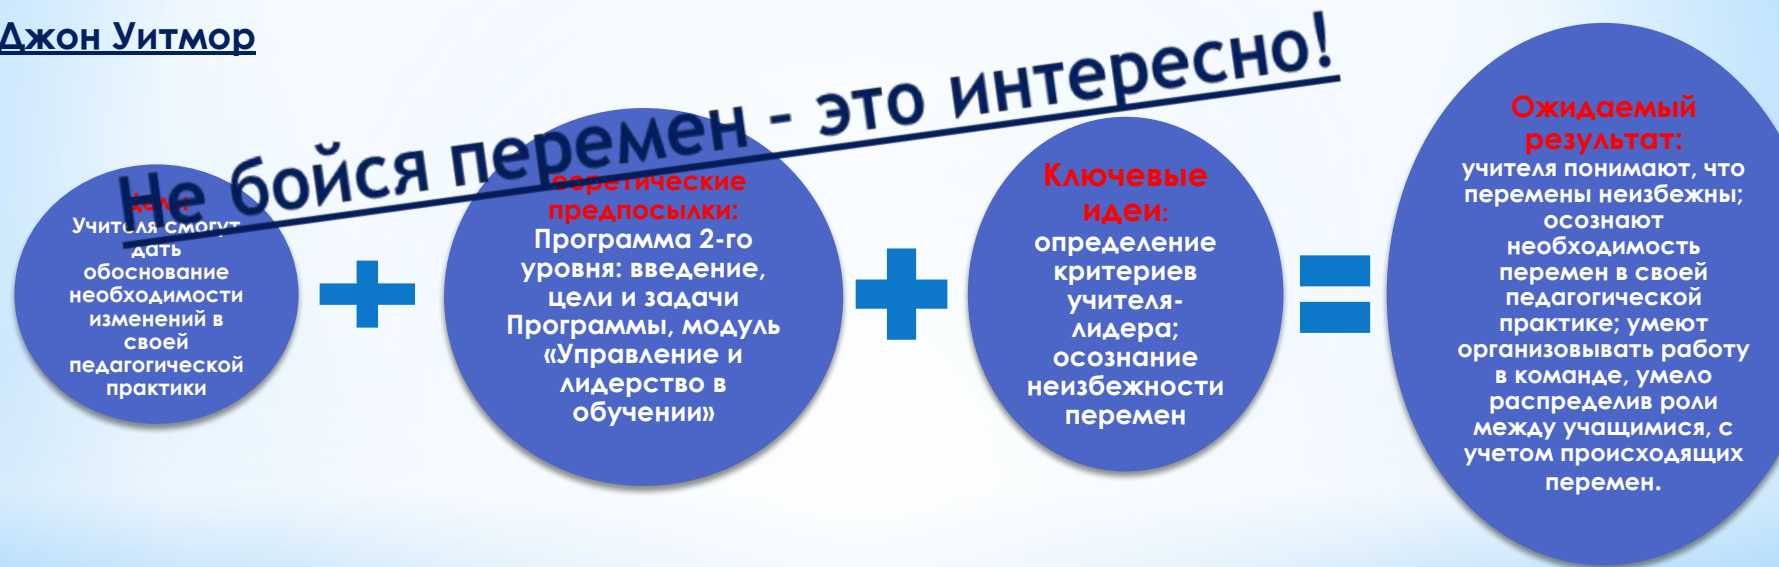 Джон Уитмор
Не бойся перемен - это интересно!
Цель:
Учителя смогут
дать
обоснование
необходимости
изменений в
своей
педагогической
практики
Теоретические
предпосылки:
Программа 2-го
уровня: введение,
цели и задачи
Программы, модуль
«Управление и
лидерство в
обучении»
Ключевые
идеи:
определение
критериев
учителя-
лидера;
осознание
неизбежности
перемен
Ожидаемый
результат:
учителя понимают, что
перемены неизбежны;
осознают
необходимость
перемен в своей
педагогической
практике; умеют
организовывать работу
в команде, умело
распределив роли
между учащимися, с
учетом происходящих
перемен.